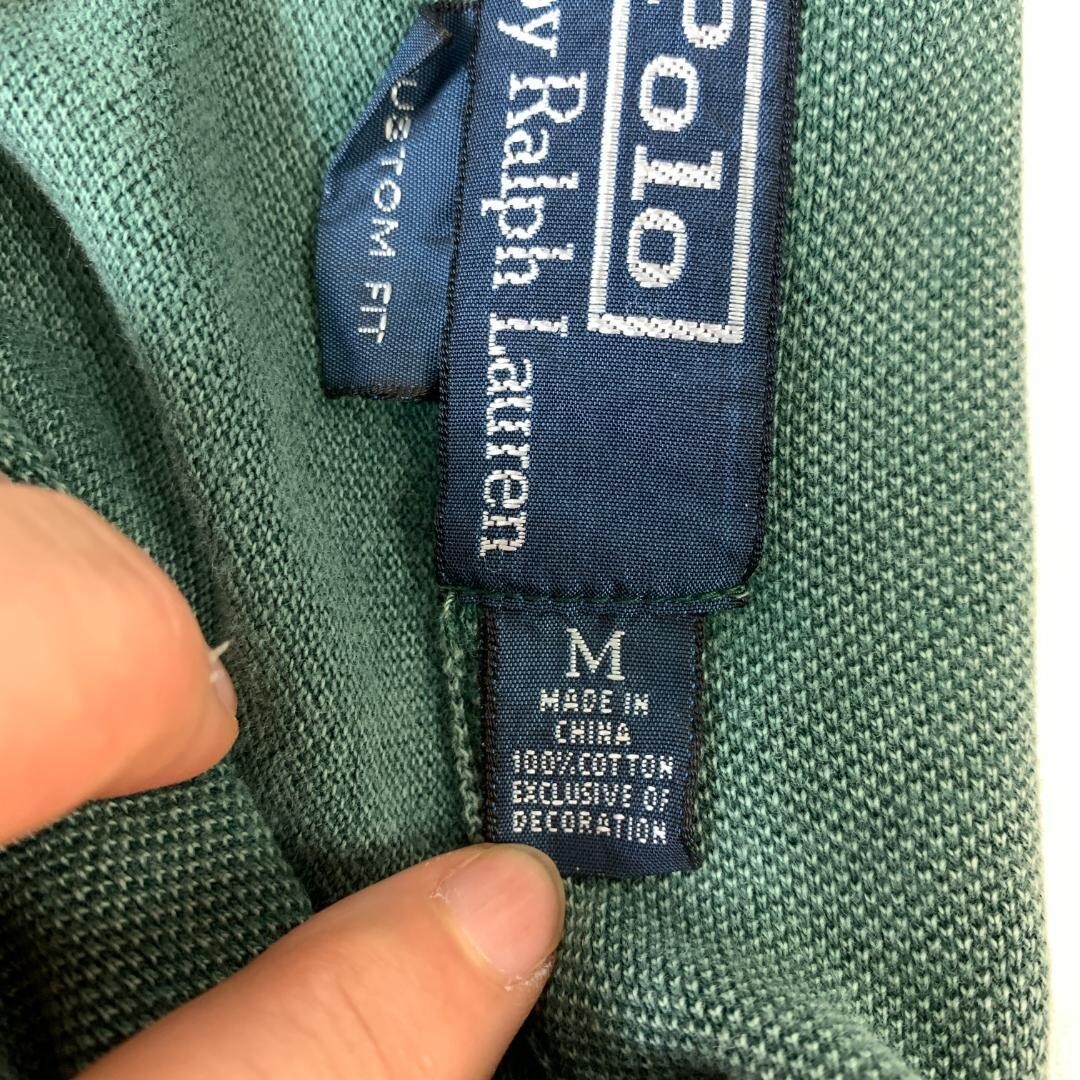 Polo
by Ralph Lauren
USTOM FIT
M
MADE IN
CHINA
100% COTTON
EXCLUSIVE OF
DECORATION